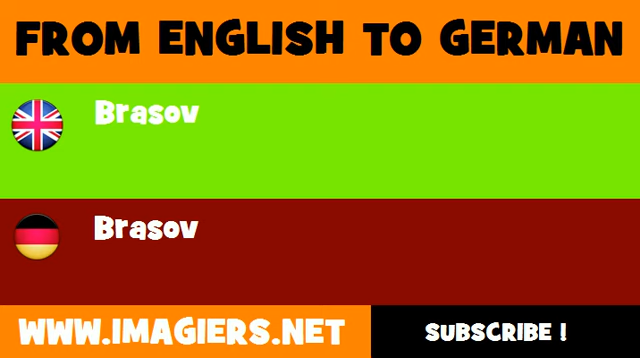 FROM ENGLISH TO GERMAN
Brasov
Brasov
WWW.IMAGIERS.NET
SUBSCRIBE !